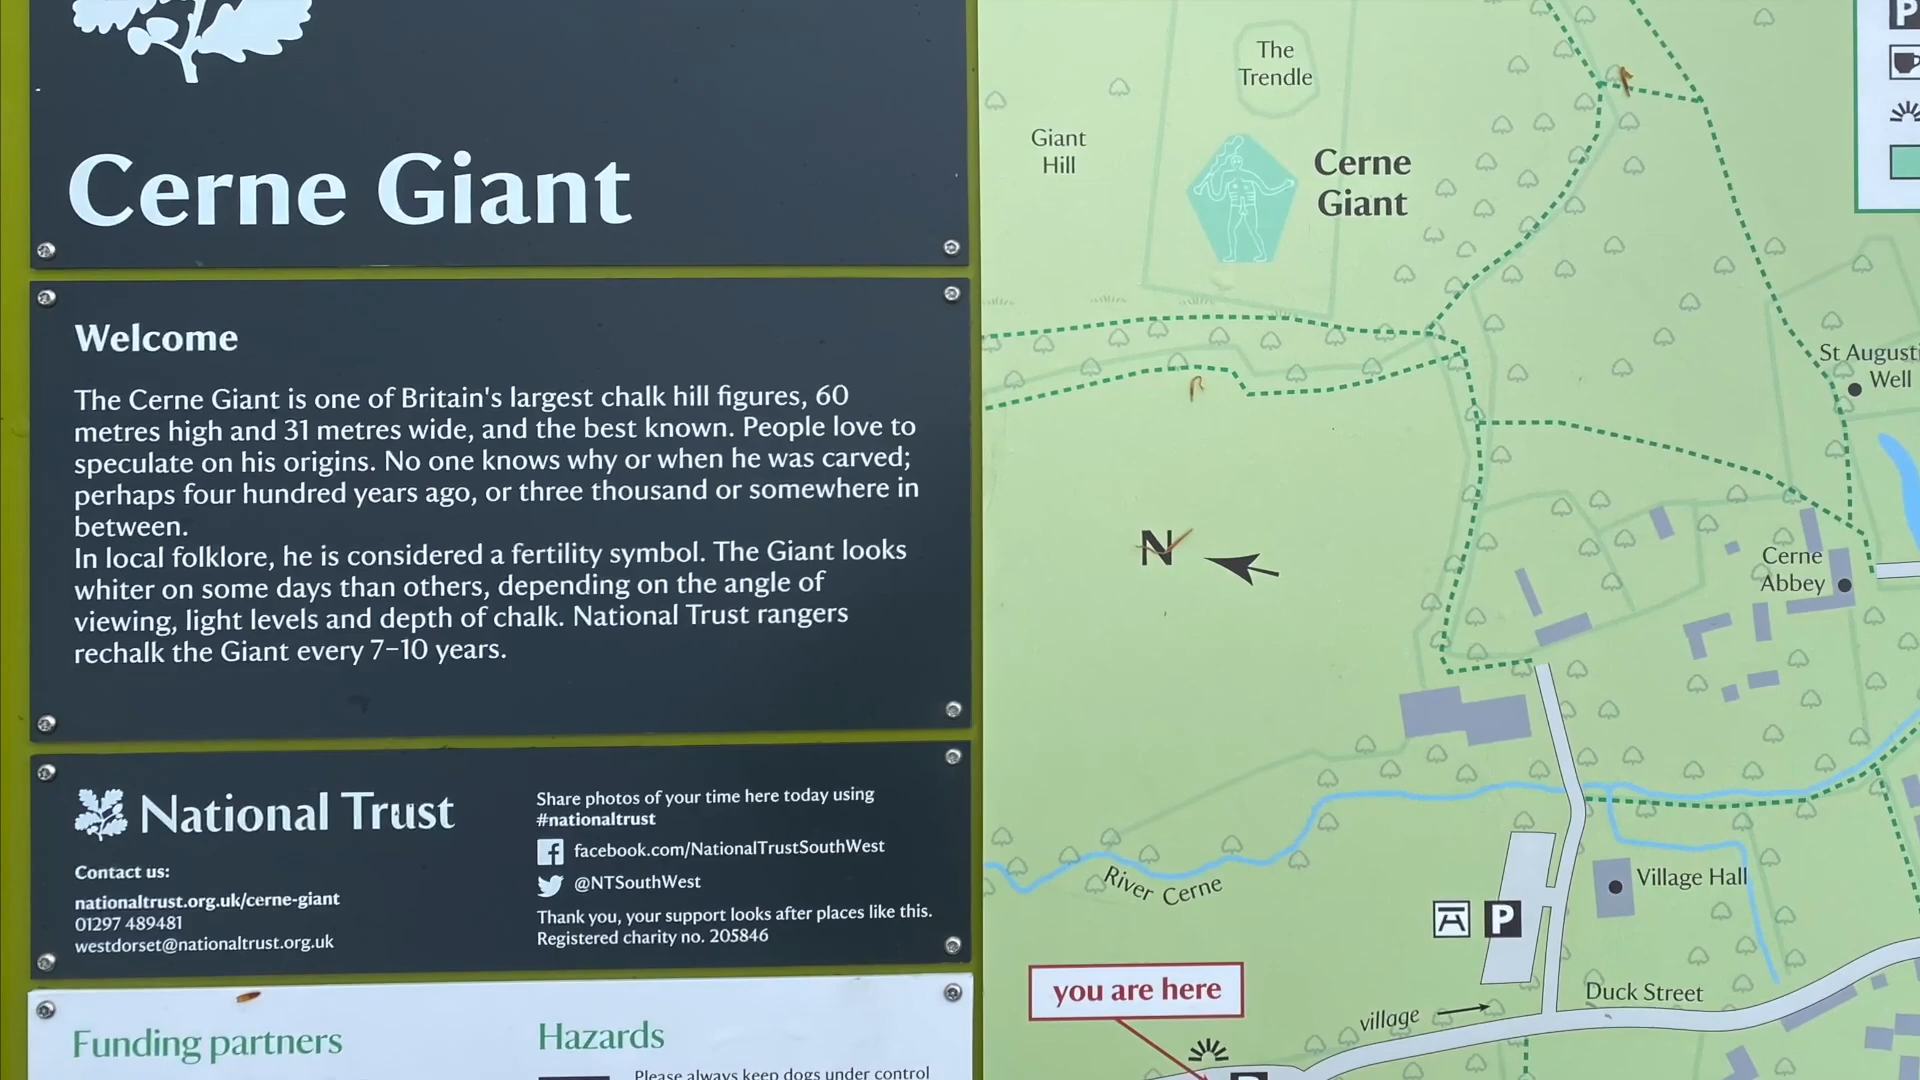 Cerne Giant
Welcome
The Cerne Giant is one of Britain's largest chalk hill figures, 60
metres high and 31 metres wide, and the best known. People love to
speculate on his origins. No one knows why or when he was carved;
perhaps four hundred years ago, or three thousand or somewhere in
between.
In local folklore, he is considered a fertility symbol. The Giant looks
whiter on some days than others, depending on the angle of
viewing, light levels and depth of chalk. National Trust rangers
rechalk the Giant every 7–10 years.
National Trust
Contact us:
nationaltrust.org.uk/cerne-giant
01297 489481
westdorset@nationaltrust.org.uk
Share photos of your time here today using
#nationaltrust
facebook.com/NationalTrustSouthWest
@NTSouthWest
Thank you, your support looks after places like this.
Registered charity no. 205846
Funding partners
Hazards
Please always keep dogs under control
The
Trendle
Giant
Hill
Cerne
Giant
P
St Augusti
Well
N
Cerne
Abbey
River Cerne
Village Hall
P
you are here
village
Duck Street